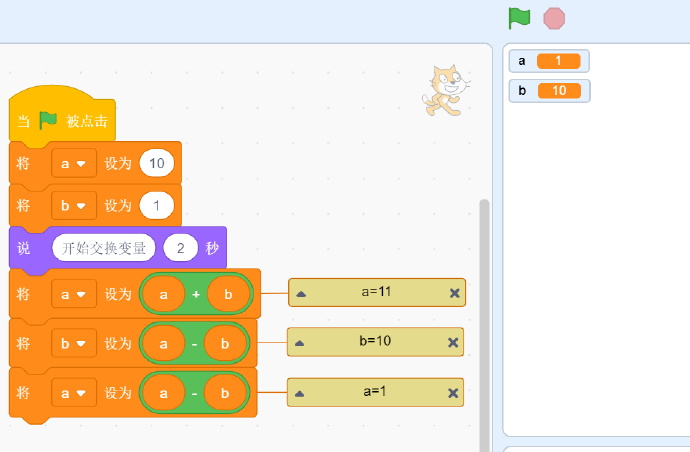 当 被点击
将 a 设为 10
将 b 设为 1
说 开始交换变量 2 秒
将 a 设为 a + b
a=11
将 b 设为 a - b
b=10
将 a 设为 a - b
a=1
a 1
b 10